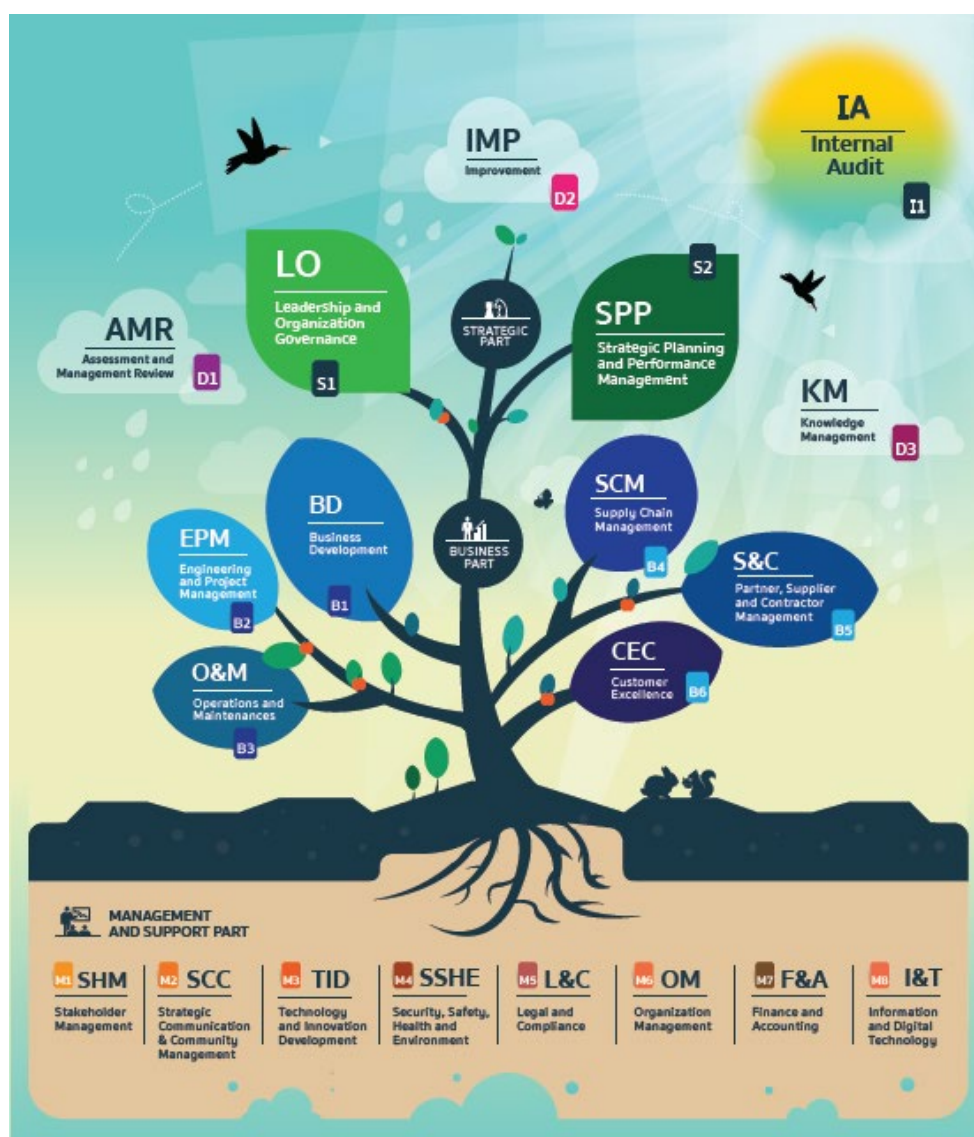 IMP
Improvement
D2
IA
Internal
Audit
I1
LO
Leadership and
Organization
Governance
S1
STRATEGIC
PART
S2
SPP
Strategic Planning
and Performance
Management
AMR
Assessment and
Management Review
D1
KM
Knowledge
Management
D3
BD
Business
Development
B1
BUSINESS
PART
SCM
Supply Chain
Management
B4
EPM
Engineering
and Project
Management
B2
S&C
Partner, Supplier
and Contractor
Management
B5
O&M
Operations and
Maintenances
B3
CEC
Customer
Excellence
B6
MANAGEMENT
AND SUPPORT PART
M1 SHM
Stakeholder
Management
M2 SCC
Strategic
Communication
& Community
Management
M3 TID
Technology
and Innovation
Development
M4 SSHE
Security, Safety,
Health and
Environment
M5 L&C
Legal and
Compliance
M6 OM
Organization
Management
M7 F&A
Finance and
Accounting
M8 I&T
Information
and Digital
Technology